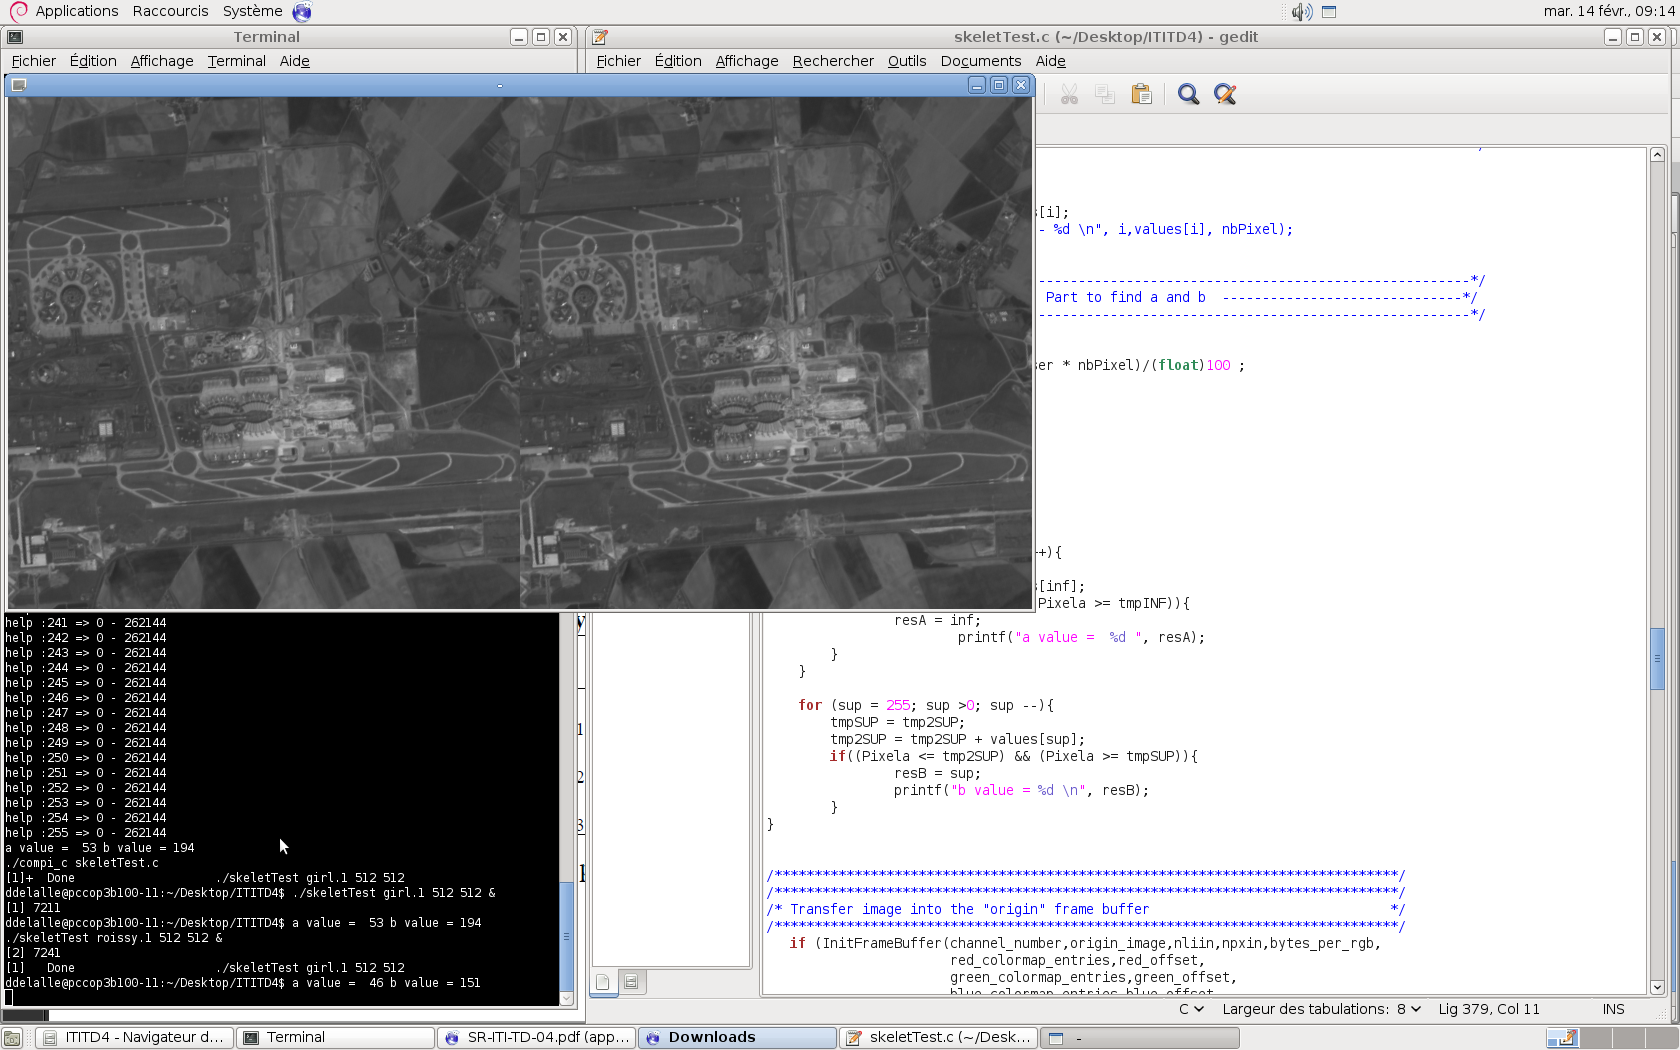 Applications Raccourcis Système
mar. 14 févr., 09:14
Terminal
Fichier Édition Affichage Terminal Aide
skeletTest.c (~/Desktop/ITITD4) - gedit
Fichier Édition Affichage Rechercher Outils Documents Aide
-
*/
s[i];
- %d \n", i,values[i], nbPixel);
------------------------------------------------------*/
Part to find a and b ------------------------------*/
------------------------------------------------------*/
er * nbPixel)/(float)100 ;
+){
s[inf];
Pixela >= tmpINF)){
resA = inf;
printf("a value =  %d ", resA);
}
}
for (sup = 255; sup >0; sup --){
tmpSUP = tmp2SUP;
tmp2SUP = tmp2SUP + values[sup];
if((Pixela <= tmp2SUP) && (Pixela >= tmpSUP)){
resB = sup;
printf("b value = %d \n", resB);
}
}
/******************************************************************************/
/******************************************************************************/
/* Transfer image into the "origin" frame buffer */
/******************************************************************************/
if (InitFrameBuffer(channel_number,origin_image,nliin,npxin,bytes_per_rgb,
red_colormap_entries,red_offset,
green_colormap_entries,green_offset,
blue_colormap_entries,blue_offset
help :241 => 0 - 262144
help :242 => 0 - 262144
help :243 => 0 - 262144
help :244 => 0 - 262144
help :245 => 0 - 262144
help :246 => 0 - 262144
help :247 => 0 - 262144
help :248 => 0 - 262144
help :249 => 0 - 262144
help :250 => 0 - 262144
help :251 => 0 - 262144
help :252 => 0 - 262144
help :253 => 0 - 262144
help :254 => 0 - 262144
help :255 => 0 - 262144
a value =  53 b value = 194
./compi_c skeletTest.c
[1]+  Done                    ./skeletTest girl.1 512 512
ddelalle@pccop3b100-11:~/Desktop/ITITD4$ ./skeletTest girl.1 512 512 &
[1] 7211
ddelalle@pccop3b100-11:~/Desktop/ITITD4$ a value =  53 b value = 194
./skeletTest roissy.1 512 512 &
[2] 7241
[1]   Done                    ./skeletTest girl.1 512 512
ddelalle@pccop3b100-11:~/Desktop/ITITD4$ a value =  46 b value = 151
y
1
2
3
C Largeur des tabulations: 8 Lig 379, Col 11 INS
ITITD4 - Navigateur d... Terminal SR-ITI-TD-04.pdf (app... Downloads skeletTest.c (~/Desk... -